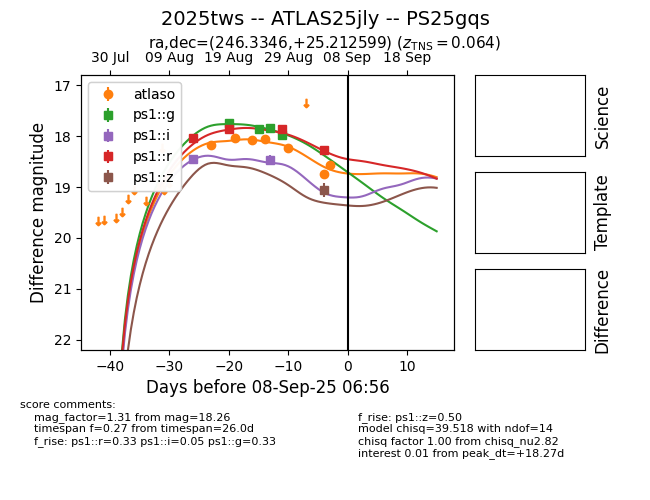 2025tws -- ATLAS25jly -- PS25gqs
ra,dec=(246.3346,+25.212599) (z_TNS = 0.064)
30 Jul 09 Aug 19 Aug 29 Aug 08 Sep 18 Sep
atlaso
ps1::g
ps1::i
ps1::r
ps1::z
17
18
19
20
21
22
Difference magnitude
−40 −30 −20 −10 0 10
Days before 08-Sep-25 06:56
Science
Template
Difference
score comments:
mag_factor=1.31 from mag=18.26
timespan f=0.27 from timespan=26.0d
f_rise: ps1::r=0.33 ps1::i=0.05 ps1::g=0.33
f_rise: ps1::z=0.50
model chisq=39.518 with ndof=14
chisq factor 1.00 from chisq_nu2.82
interest 0.01 from peak_dt=+18.27d